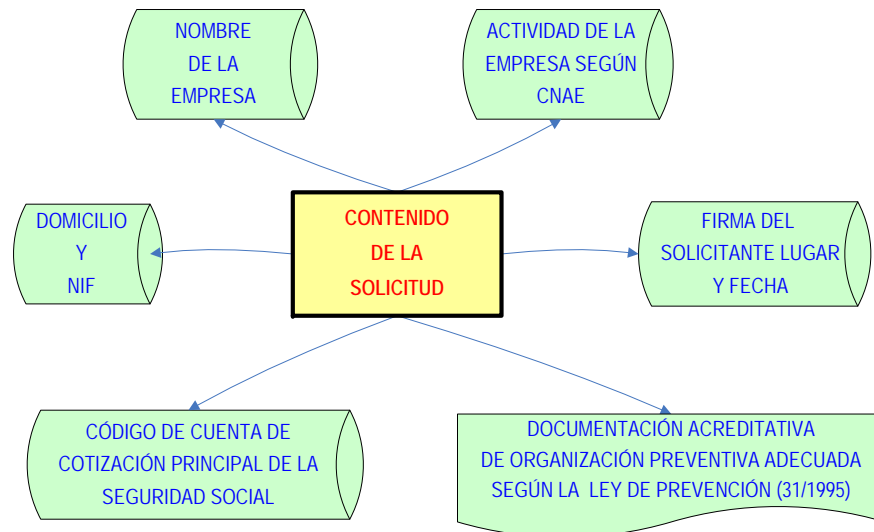 NOMBRE
DE LA
EMPRESA
ACTIVIDAD DE LA
EMPRESA SEGÚN
CNAE
DOMICILIO
Y
NIF
CONTENIDO
DE LA
SOLICITUD
FIRMA DEL
SOLICITANTE LUGAR
Y FECHA
CÓDIGO DE CUENTA DE
COTIZACIÓN PRINCIPAL DE LA
SEGURIDAD SOCIAL
DOCUMENTACIÓN ACREDITATIVA
DE ORGANIZACIÓN PREVENTIVA ADECUADA
SEGÚN LA LEY DE PREVENCIÓN (31/1995)